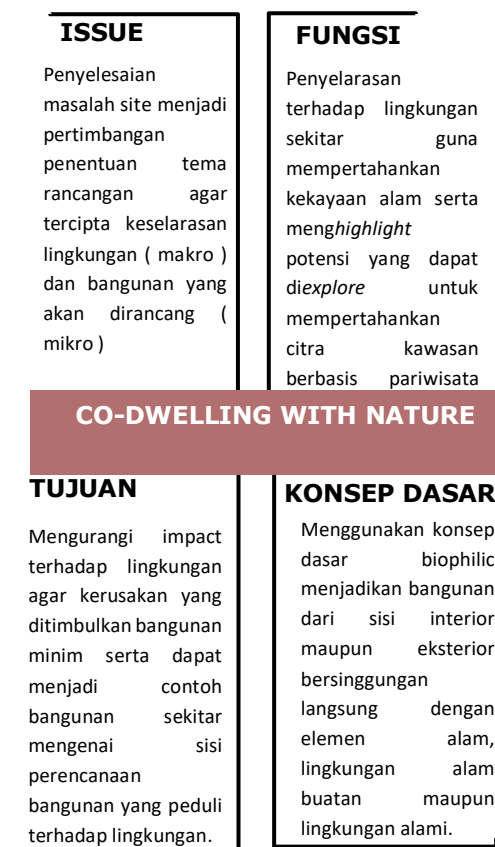 ISSUE
Penyelesaian
masalah site menjadi
pertimbangan
penentuan tema
rancangan agar
tercipta keselarasan
lingkungan ( makro )
dan bangunan yang
akan dirancang (
mikro )
FUNGSI
Penyelarasan
terhadap lingkungan
sekitar guna
mempertahankan
kekayaan alam serta
menghighlight
potensi yang dapat
diexplore untuk
mempertahankan
citra kawasan
berbasis pariwisata
CO-DWELLING WITH NATURE
TUJUAN
Mengurangi impact
terhadap lingkungan
agar kerusakan yang
ditimbulkan bangunan
minim serta dapat
menjadi contoh
bangunan sekitar
mengenai sisi
perencanaan
bangunan yang peduli
terhadap lingkungan.
KONSEP DASAR
Menggunakan konsep
dasar biophilic
menjadikan bangunan
dari sisi interior
maupun eksterior
bersinggungan
langsung dengan
elemen alam,
lingkungan alam
buatan maupun
lingkungan alami.